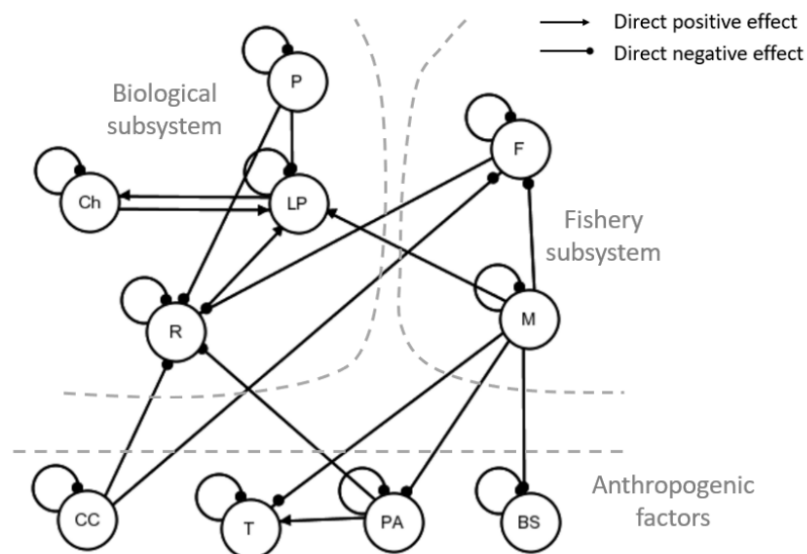 Direct positive effect
Direct negative effect
P
Biological
subsystem
F
Ch
LP
Fishery
subsystem
R
M
Anthropogenic
factors
CC
T
PA
BS